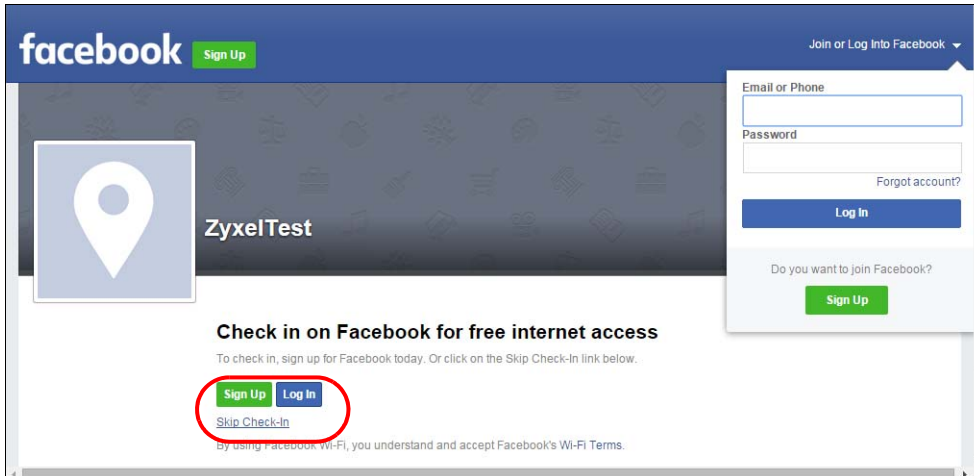 facebook Sign Up
Join or Log Into Facebook
Email or Phone
Password
Forgot account?
Log In
Do you want to join Facebook?
Sign Up
ZyxelTest
Check in on Facebook for free internet access
To check in, sign up for Facebook today. Or click on the Skip Check-In link below.
Sign Up Log In
Skip Check-In
By using Facebook Wi-Fi, you understand and accept Facebook's Wi-Fi Terms.